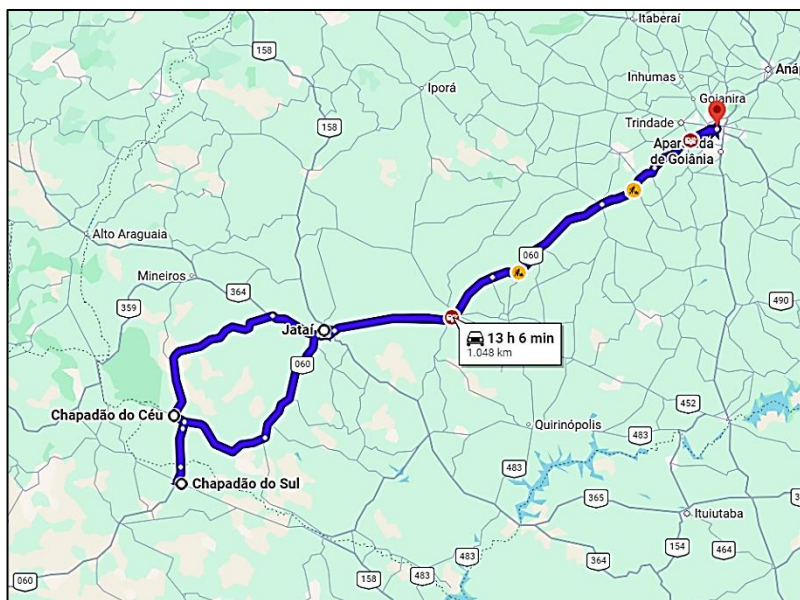 Itaberaí
158
Iporá
Inhumas
Anáp
Goianira
158
Trindade
Aparecida
de Goiânia
Alto Araguaia
060
Mineiros
364
359
490
Jataí
13 h 6 min
1.048 km
060
Chapadão do Céu
452
Quirinópolis
483
483
Chapadão do Sul
365
Ituiutaba
364
154
464
483
060
158
483